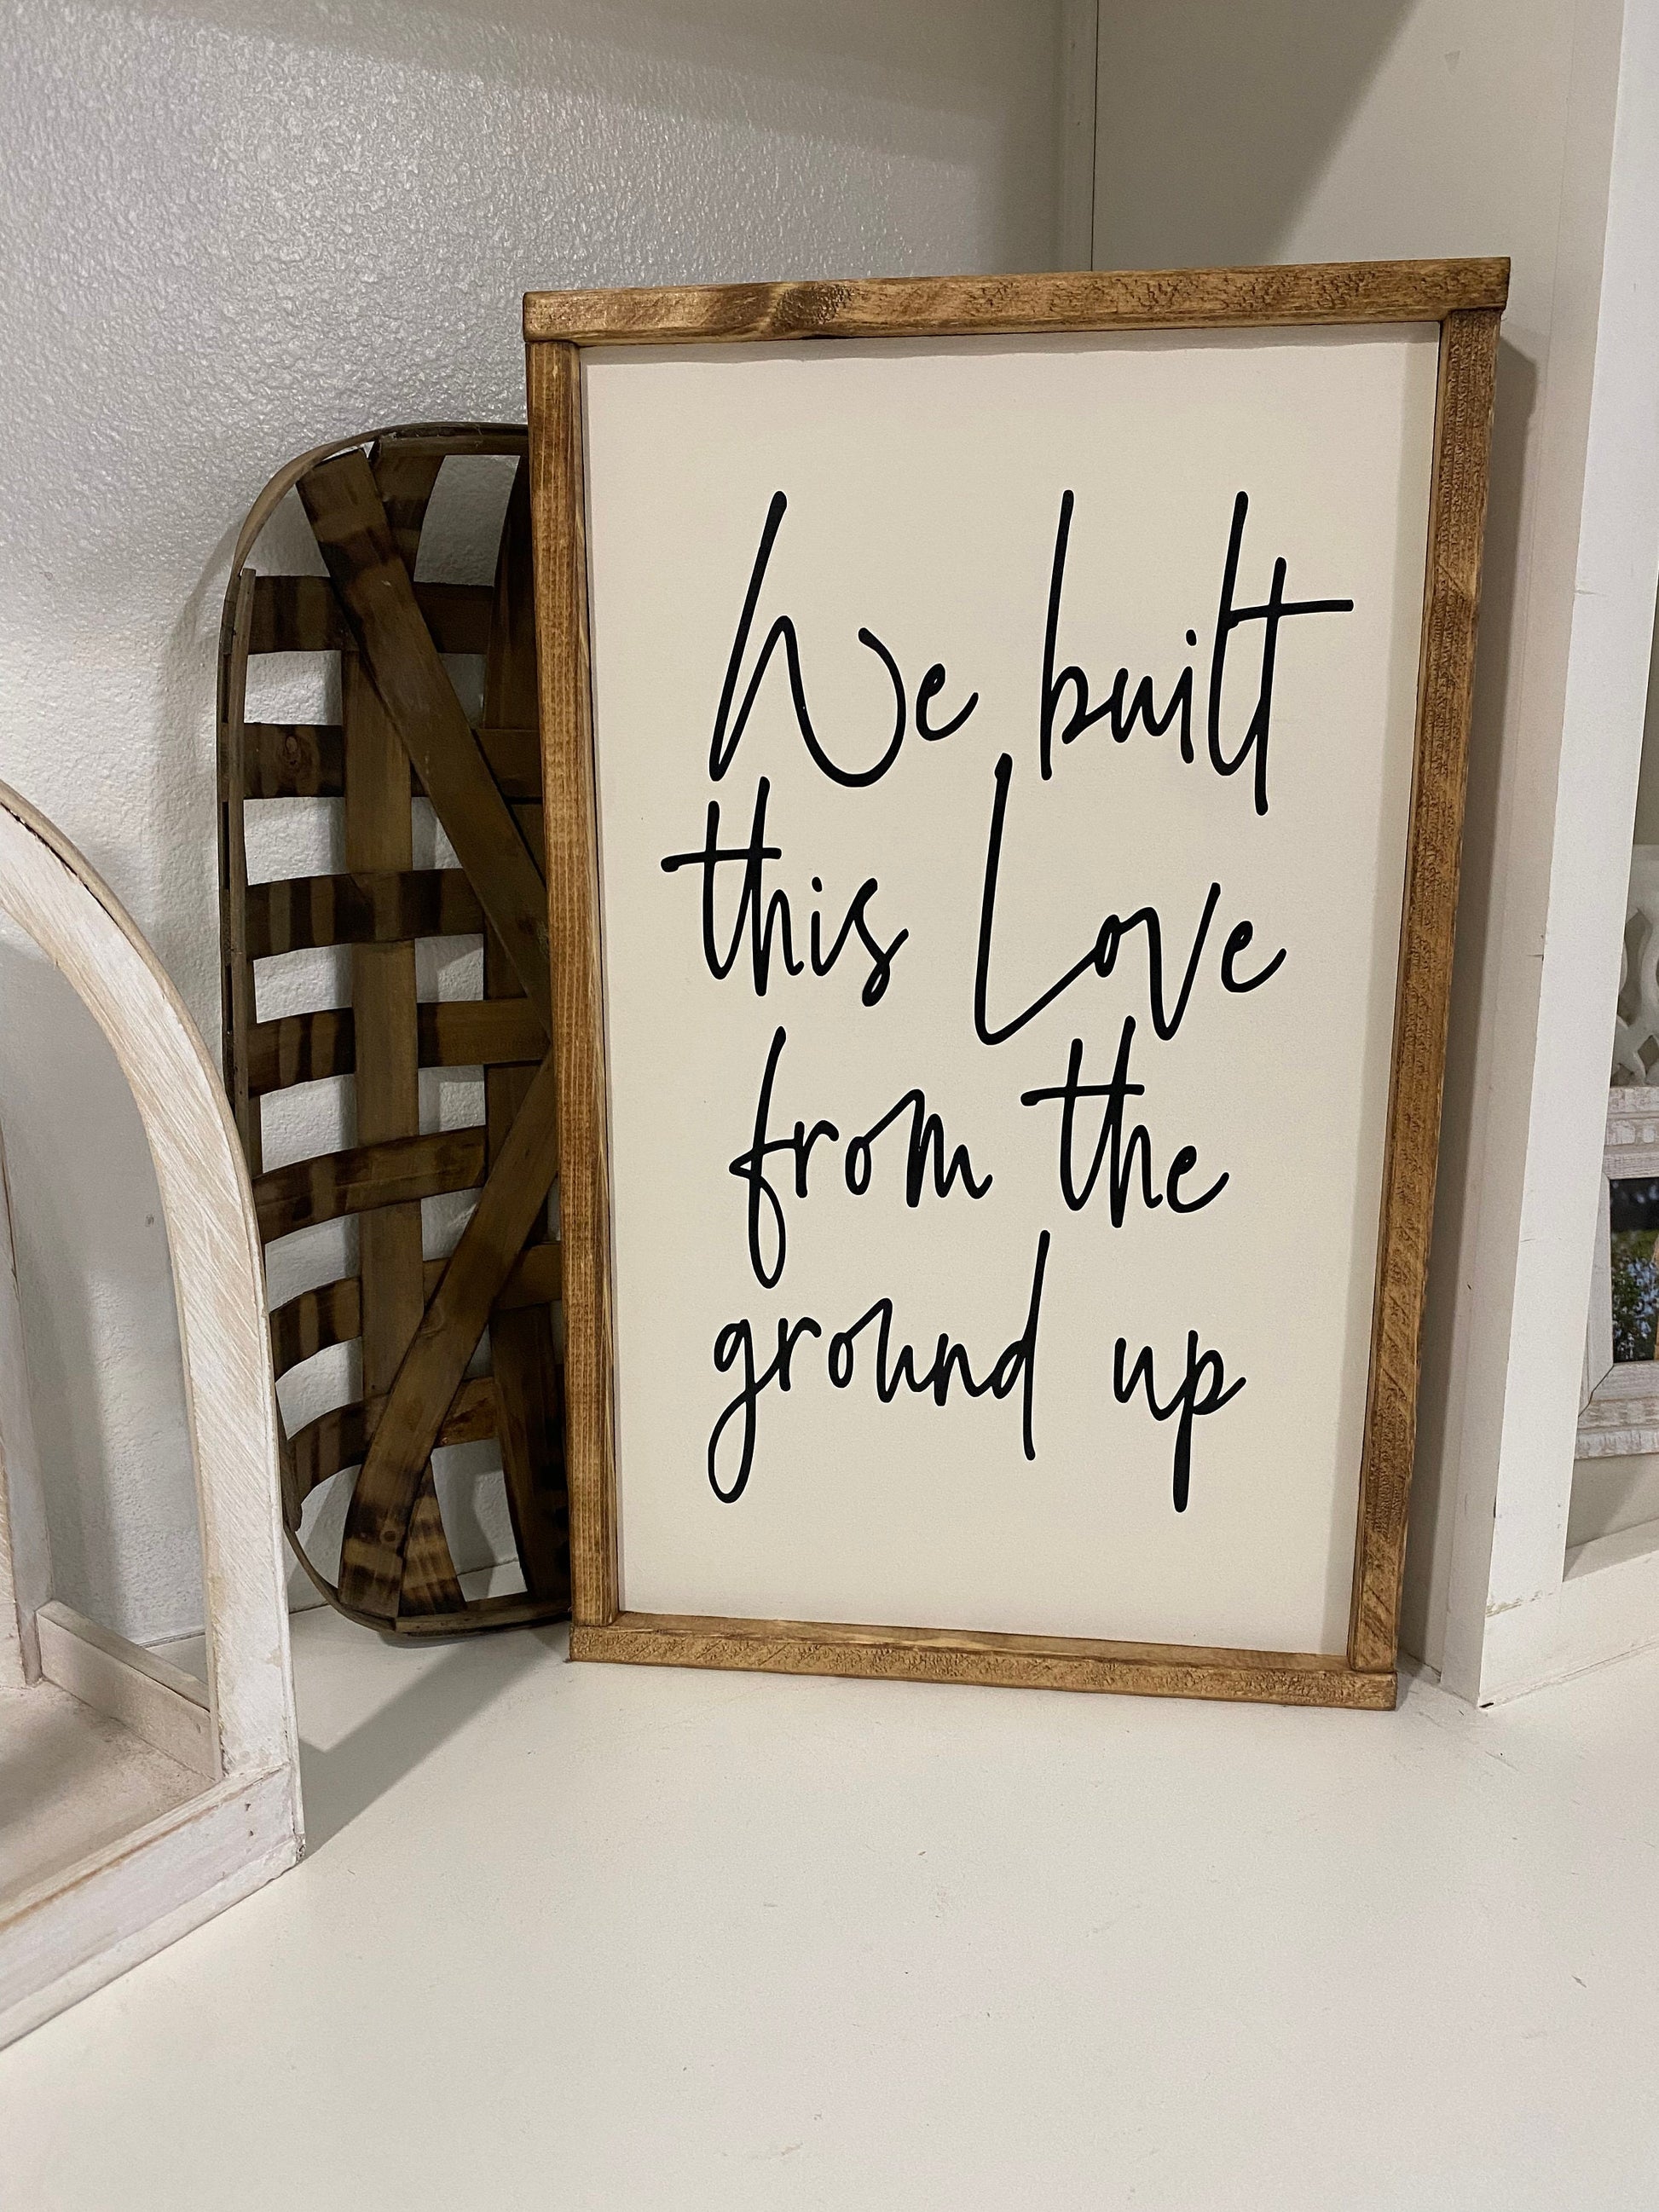 We built
this Love
from the
ground up